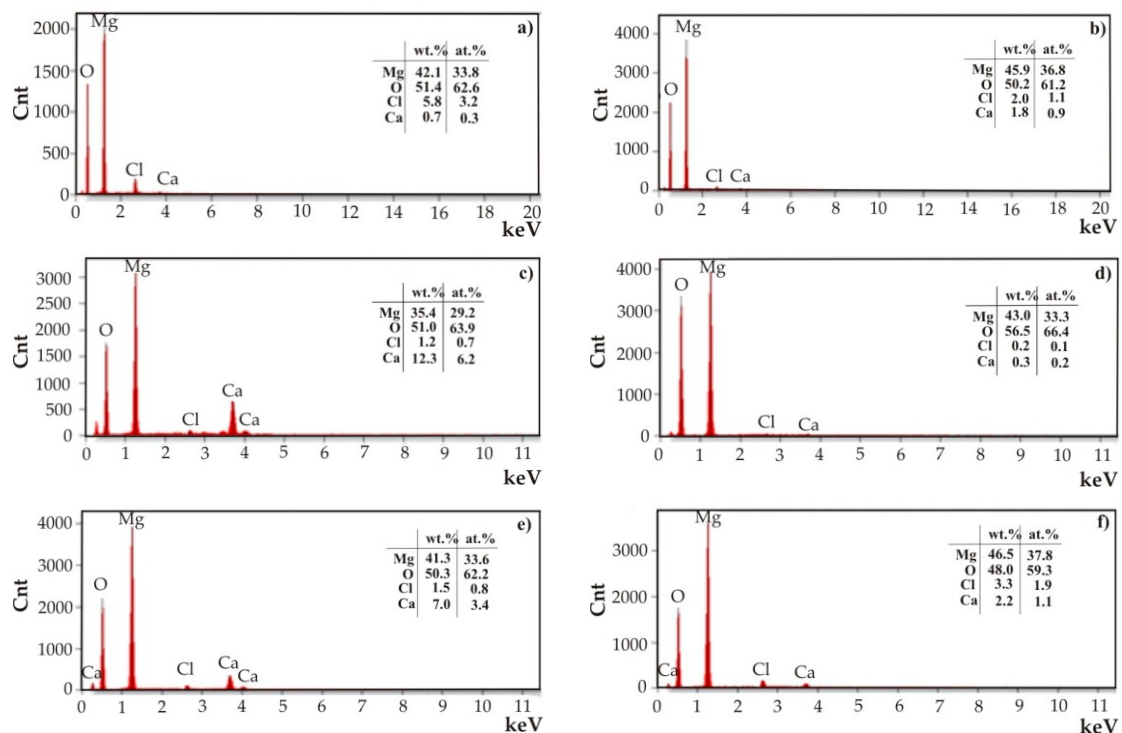 a)
2000
1500
1000
500
0
Cnt
Mg
O
Cl
Ca
wt.% at.%
Mg 42.1 33.8
O 51.4 62.6
Cl 5.8 3.2
Ca 0.7 0.3
0 2 4 6 8 10 12 14 16 18 20
keV
b)
4000
3000
2000
1000
0
Cnt
Mg
O
Cl Ca
wt.% at.%
Mg 45.9 36.8
O 50.2 61.2
Cl 2.0 1.1
Ca 1.8 0.9
0 2 4 6 8 10 12 14 16 18 20
keV
c)
3000
2500
2000
1500
1000
500
0
Cnt
Mg
O
Cl
Ca
Ca
wt.% at.%
Mg 35.4 29.2
O 51.0 63.9
Cl 1.2 0.7
Ca 12.3 6.2
0 1 2 3 4 5 6 7 8 9 10 11
keV
d)
4000
3000
2000
1000
0
Cnt
Mg
O
Cl Ca
wt.% at.%
Mg 43.0 33.3
O 56.5 66.4
Cl 0.2 0.1
Ca 0.3 0.2
0 1 2 3 4 5 6 7 8 9 10 11
keV
e)
4000
3000
2000
1000
0
Cnt
Mg
O
Ca
Cl
Ca
Ca
wt.% at.%
Mg 41.3 33.6
O 50.3 62.2
Cl 1.5 0.8
Ca 7.0 3.4
0 1 2 3 4 5 6 7 8 9 10 11
keV
f)
3000
2000
1000
0
Cnt
Mg
O
Ca
Cl
Ca
wt.% at.%
Mg 46.5 37.8
O 48.0 59.3
Cl 3.3 1.9
Ca 2.2 1.1
0 1 2 3 4 5 6 7 8 9 10 11
keV